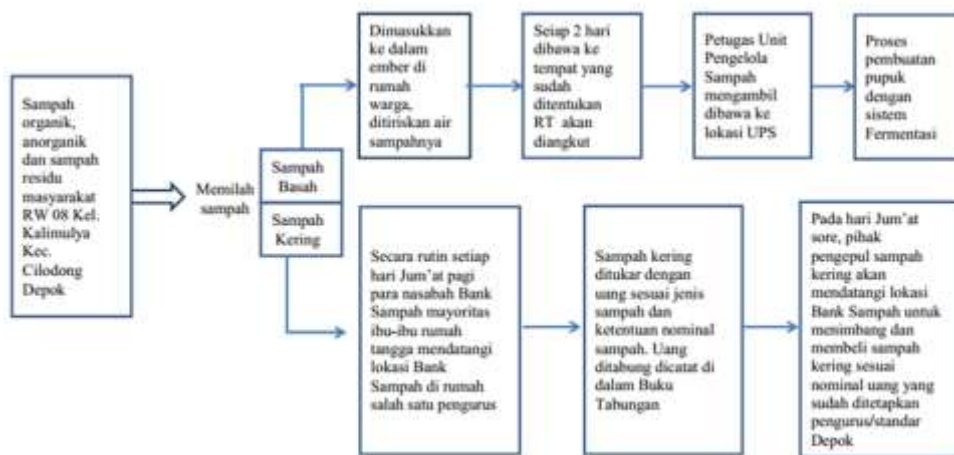 Sampah
organik,
anorganik
dan sampah
residu
masyarakat
RW 08 Kel.
Kalimulya
Kec.
Cilodong
Depok
Memilah
sampah
Sampah
Basah
Sampah
Kering
Dimasukkan
ke dalam
ember di
rumah
warga,
ditiriskan air
sampahnya
Seiap 2 hari
dibawa ke
tempat yang
sudah
ditentukan
RT akan
diangkut
Petugas Unit
Pengelola
Sampah
mengambil
dibawa ke
lokasi UPS
Proses
pembuatan
pupuk
dengan
sistem
Fermentasi
Secara rutin setiap
hari Jum’at pagi
para nasabah Bank
Sampah mayoritas
ibu-ibu rumah
tangga mendatangi
lokasi Bank
Sampah di rumah
salah satu pengurus
Sampah kering
ditukar dengan
uang sesuai jenis
sampah dan
ketentuan nominal
sampah. Uang
ditabung dicatat di
dalam Buku
Tabungan
Pada hari Jum’at
sore, pihak
pengepul sampah
kering akan
mendatangi lokasi
Bank Sampah untuk
menimbang dan
membeli sampah
kering sesuai
nominal uang yang
sudah ditetapkan
pengurus/standar
Depok